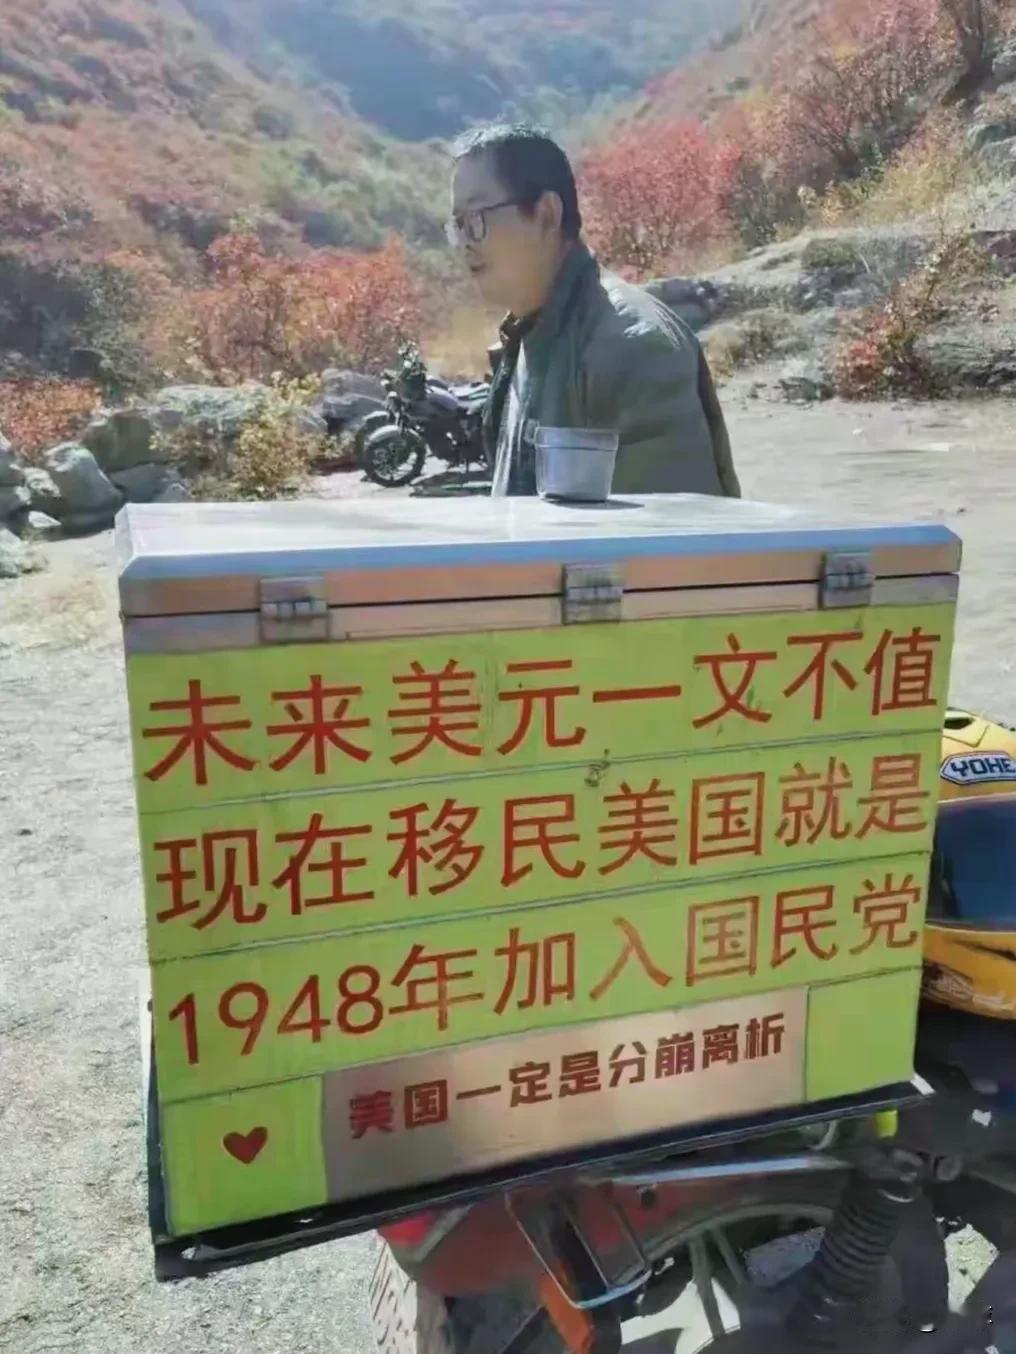 未来美元一文不值
现在移民美国就是
1948年加入国民党
美国一定是分崩离析
YOHE